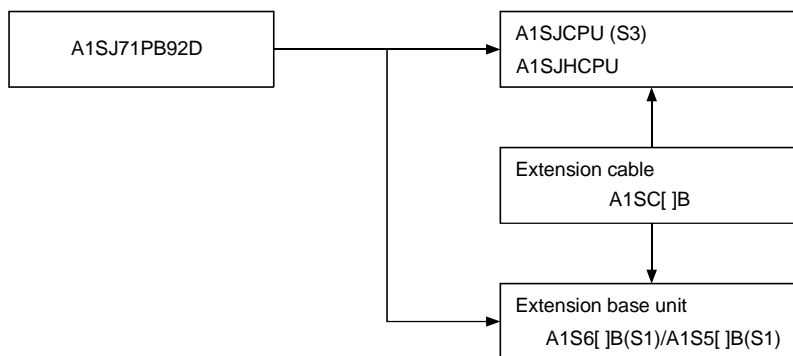 A1SJ71PB92D
A1SJCPU (S3)
A1SJHCPU
Extension cable
A1SC[ ]B
Extension base unit
A1S6[ ]B(S1)/A1S5[ ]B(S1)